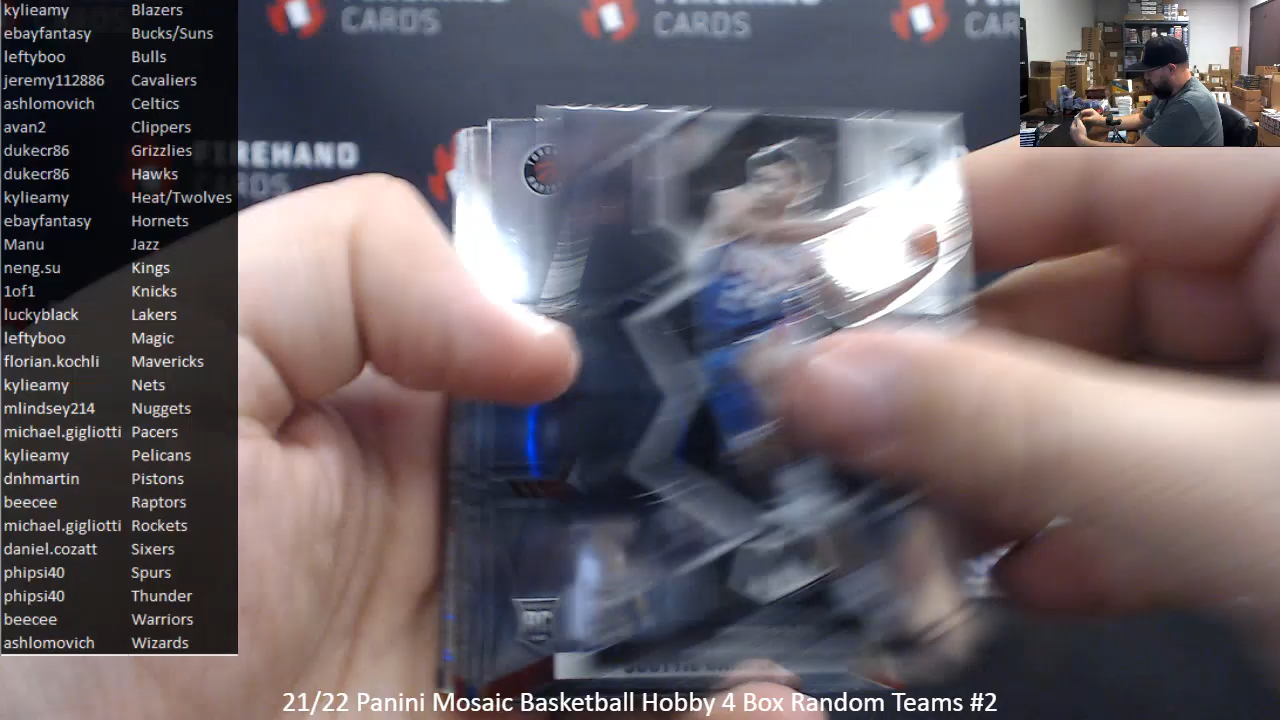 kylieamy Blazers
ebayfantasy Bucks/Suns
leftyboo Bulls
jeremy112886 Cavaliers
ashlomovich Celtics
avan2 Clippers
dukecr86 Grizzlies
dukecr86 Hawks
kylieamy Heat/Twolves
ebayfantasy Hornets
Manu Jazz
neng.su Kings
1of1 Knicks
luckyblack Lakers
leftyboo Magic
florian.kochli Mavericks
kylieamy Nets
mlindsey214 Nuggets
michael.gigliotti Pacers
kylieamy Pelicans
dnhmartin Pistons
beecee Raptors
michael.gigliotti Rockets
daniel.cozatt Sixers
phipsi40 Spurs
phipsi40 Thunder
beecee Warriors
ashlomovich Wizards
CARDS
CARDS
FIREHAND
CARDS
RC
21/22 Panini Mosaic Basketball Hobby 4 Box Random Teams #2